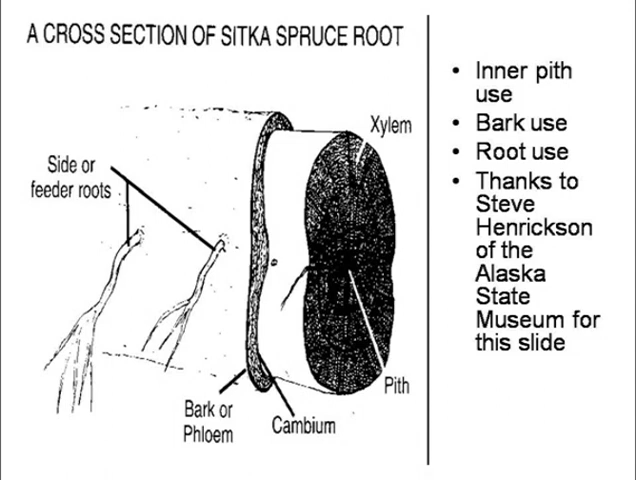 A CROSS SECTION OF SITKA SPRUCE ROOT
Xylem
Side or
feeder roots
Pith
Bark or
Phloem
Cambium
• Inner pith
use
• Bark use
• Root use
• Thanks to
Steve
Henrickson
of the
Alaska
State
Museum for
this slide